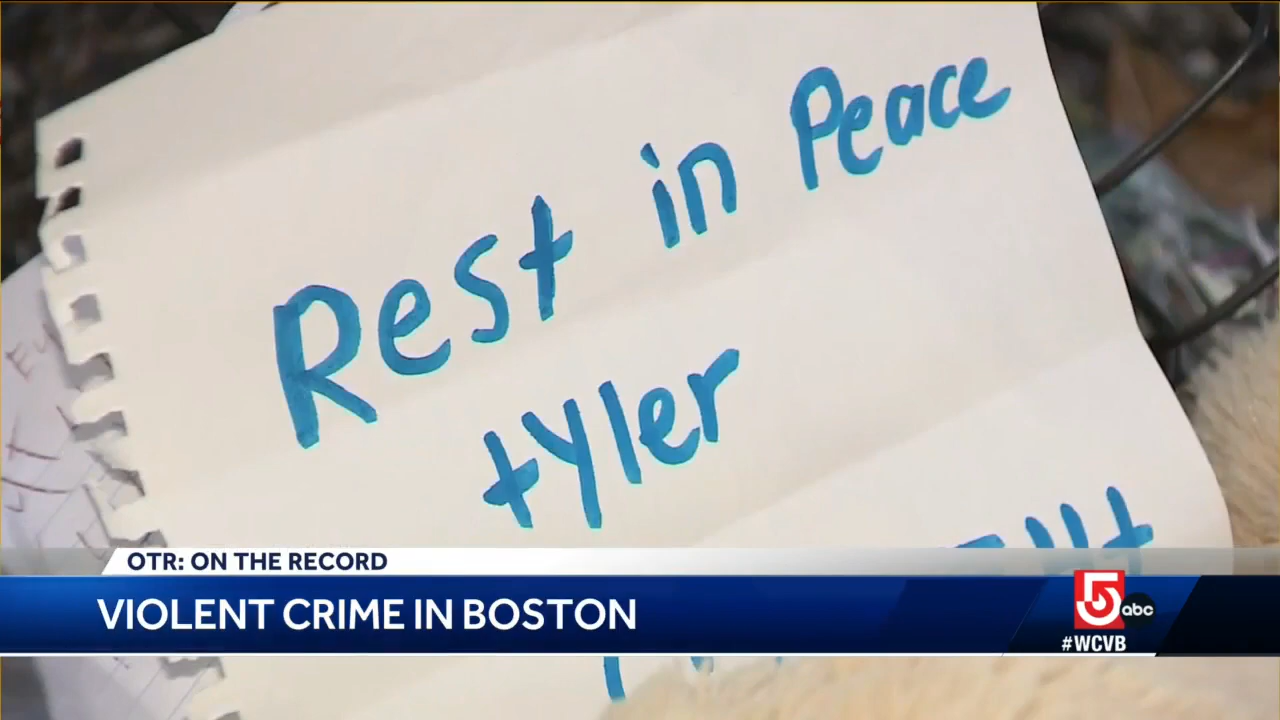 Rest in Peace
tyler
OTR: ON THE RECORD
VIOLENT CRIME IN BOSTON
5 abc
#WCVB